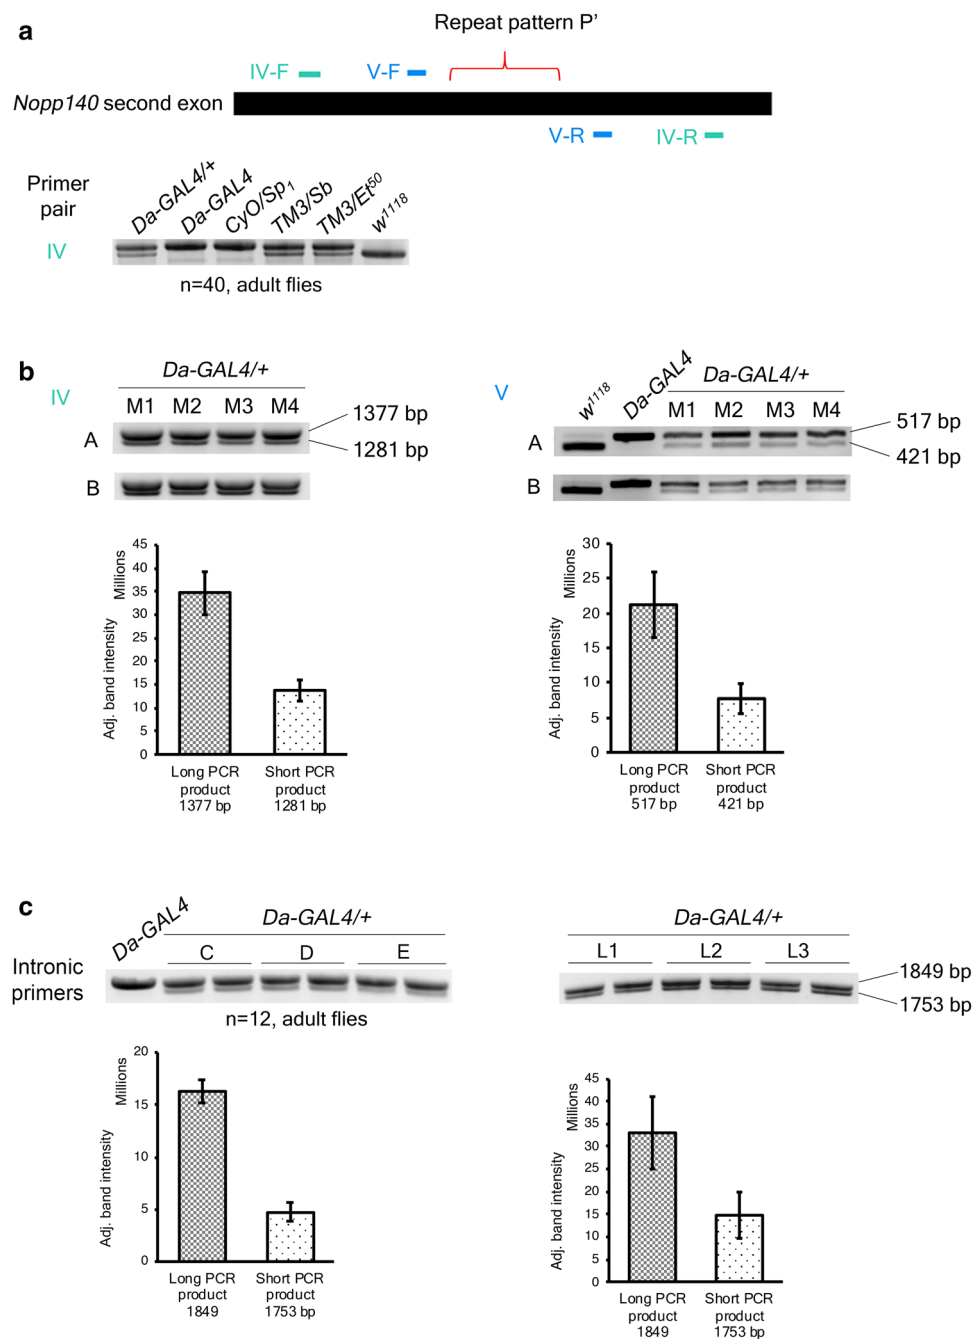 a
Repeat pattern P’
IV-F
V-F
Nopp140 second exon
V-R
IV-R
Primer
pair
Da-GAL4/+
Da-GAL4
CyO/Sp1
TM3/Sb
TM3/Et50
w1118
IV
n=40, adult flies
b
IV
Da-GAL4/+
M1 M2 M3 M4
A
1377 bp
1281 bp
B
45
40
35
30
25
20
15
10
5
0
Millions
Adj. band intensity
Long PCR
product
1377 bp
Short PCR
product
1281 bp
V
w1118
Da-GAL4
Da-GAL4/+
M1 M2 M3 M4
A
517 bp
421 bp
B
30
25
20
15
10
5
0
Millions
Adj. band intensity
Long PCR
product
517 bp
Short PCR
product
421 bp
c
Da-GAL4
Da-GAL4/+
C D E
Intronic
primers
n=12, adult flies
20
15
10
5
0
Millions
Adj. band intensity
Long PCR
product
1849
Short PCR
product
1753 bp
Da-GAL4/+
L1 L2 L3
1849 bp
1753 bp
45
40
35
30
25
20
15
10
5
0
Millions
Adj. band intensity
Long PCR
product
1849
Short PCR
product
1753 bp